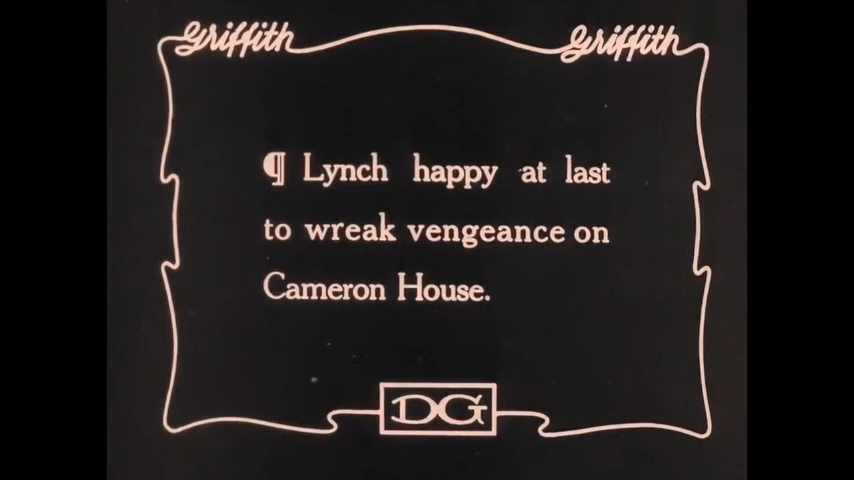 Griffith Griffith
¶ Lynch happy at last
to wreak vengeance on
Cameron House.
DG